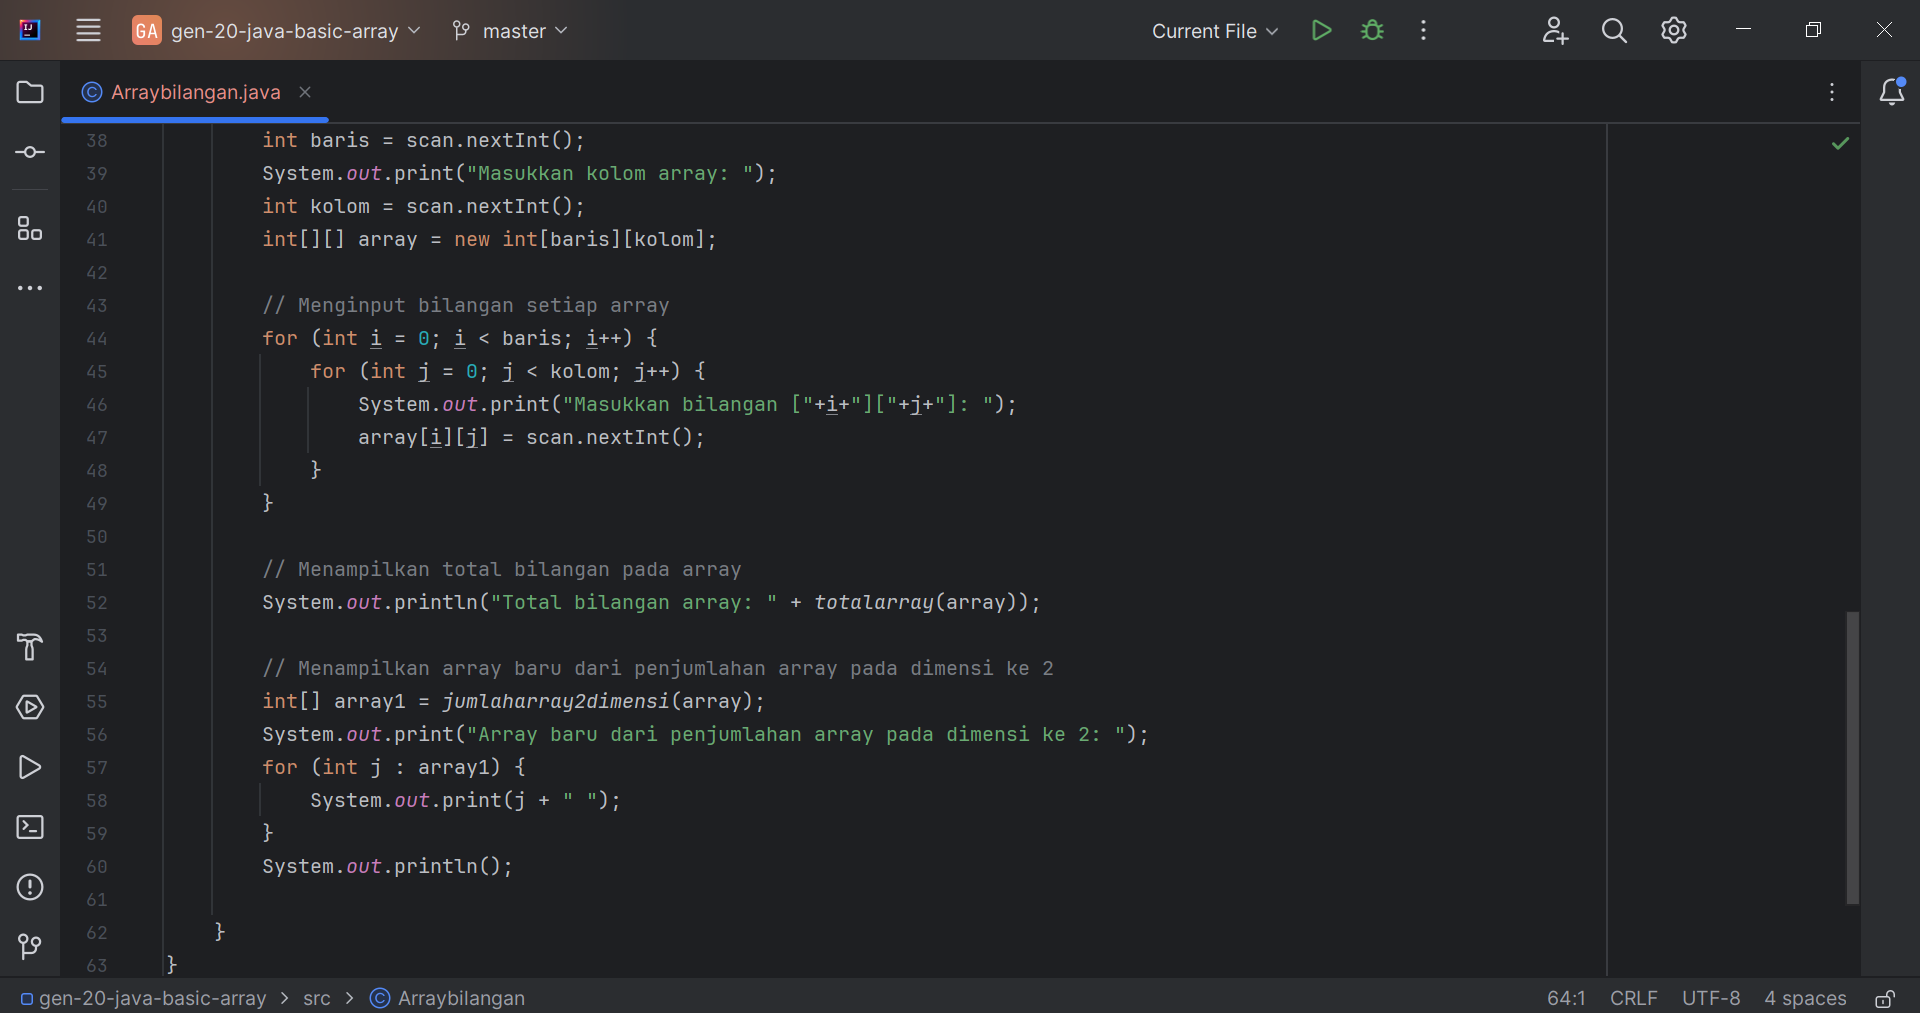 GA gen-20-java-basic-array master Current File
Arraybilangan.java
38 int baris = scan.nextInt();
39 System.out.print("Masukkan kolom array: ");
40 int kolom = scan.nextInt();
41 int[][] array = new int[baris][kolom];
42
43 // Menginput bilangan setiap array
44 for (int i = 0; i < baris; i++) {
45 for (int j = 0; j < kolom; j++) {
46 System.out.print("Masukkan bilangan ["+i+"]["+j+"]: ");
47 array[i][j] = scan.nextInt();
48 }
49 }
50
51 // Menampilkan total bilangan pada array
52 System.out.println("Total bilangan array: " + totalarray(array));
53
54 // Menampilkan array baru dari penjumlahan array pada dimensi ke 2
55 int[] array1 = jumlaharray2dimensi(array);
56 System.out.print("Array baru dari penjumlahan array pada dimensi ke 2: ");
57 for (int j : array1) {
58 System.out.print(j + " ");
59 }
60 System.out.println();
61
62 }
63 }
gen-20-java-basic-array > src > Arraybilangan 64:1 CRLF UTF-8 4 spaces